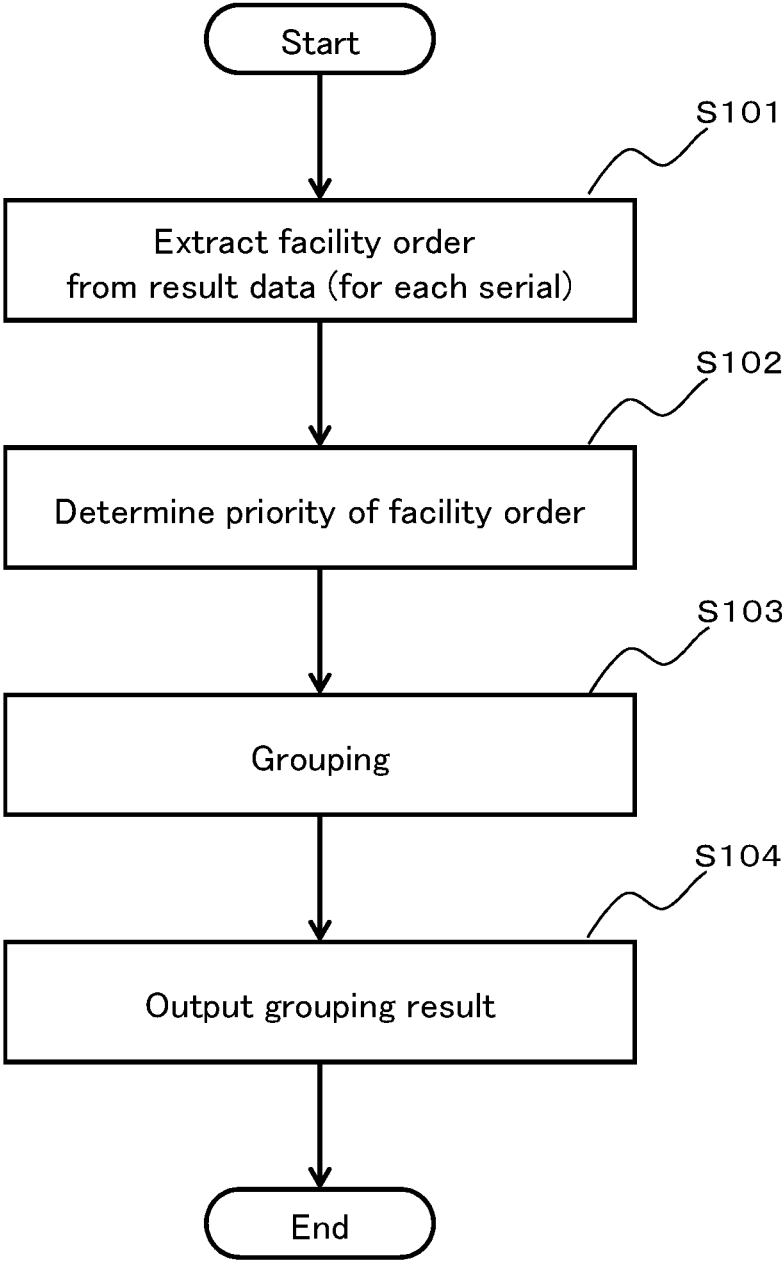 Start
S101
Extract facility order
from result data (for each serial)
S102
Determine priority of facility order
S103
Grouping
S104
Output grouping result
End